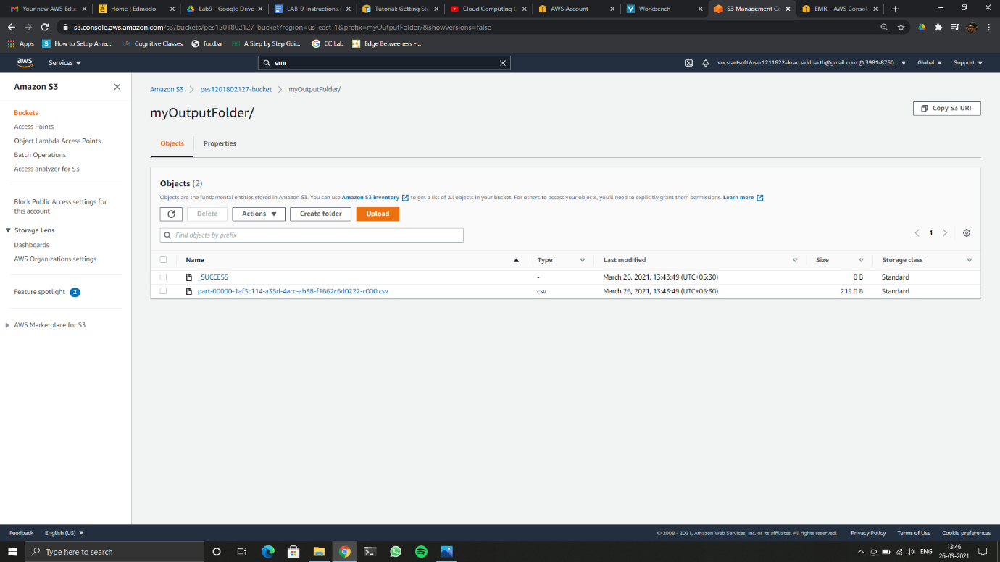 Your new AWS Edu
Home | Edmodo
Lab9 - Google Drive
LAB-9-instructions.
Tutorial: Getting Sta
Cloud Computing L
AWS Account
Workbench
S3 Management Co
EMR – AWS Consol
s3.console.aws.amazon.com/s3/buckets/pes1201802127-bucket?region=us-east-1&prefix=myOutputFolder/&showversions=false
Apps
How to Setup Ama...
Cognitive Classes
foo.bar
A Step by Step Gui...
CC Lab
Edge Betweeness -...
aws
Services
emr
vocstartsoft/user1211622=krao.siddharth@gmail.com @ 3981-8760...
Global
Support
Amazon S3
Buckets
Access Points
Object Lambda Access Points
Batch Operations
Access analyzer for S3
Block Public Access settings for
this account
Storage Lens
Dashboards
AWS Organizations settings
Feature spotlight 2
AWS Marketplace for S3
Amazon S3 > pes1201802127-bucket > myOutputFolder/
myOutputFolder/
Copy S3 URI
Objects
Properties
Objects (2)
Objects are the fundamental entities stored in Amazon S3. You can use Amazon S3 inventory to get a list of all objects in your bucket. For others to access your objects, you'll need to explicitly grant them permissions. Learn more
Delete
Actions
Create folder
Upload
Find objects by prefix
1
Name Type Last modified Size Storage class
_SUCCESS - March 26, 2021, 13:43:49 (UTC+05:30) 0 B Standard
part-00000-1af3c114-a35d-4acc-ab38-f1662c6d0222-c000.csv csv March 26, 2021, 13:43:49 (UTC+05:30) 219.0 B Standard
Feedback
English (US)
© 2008 - 2021, Amazon Web Services, Inc. or its affiliates. All rights reserved.
Privacy Policy
Terms of Use
Cookie preferences
Type here to search
ENG
13:46
26-03-2021